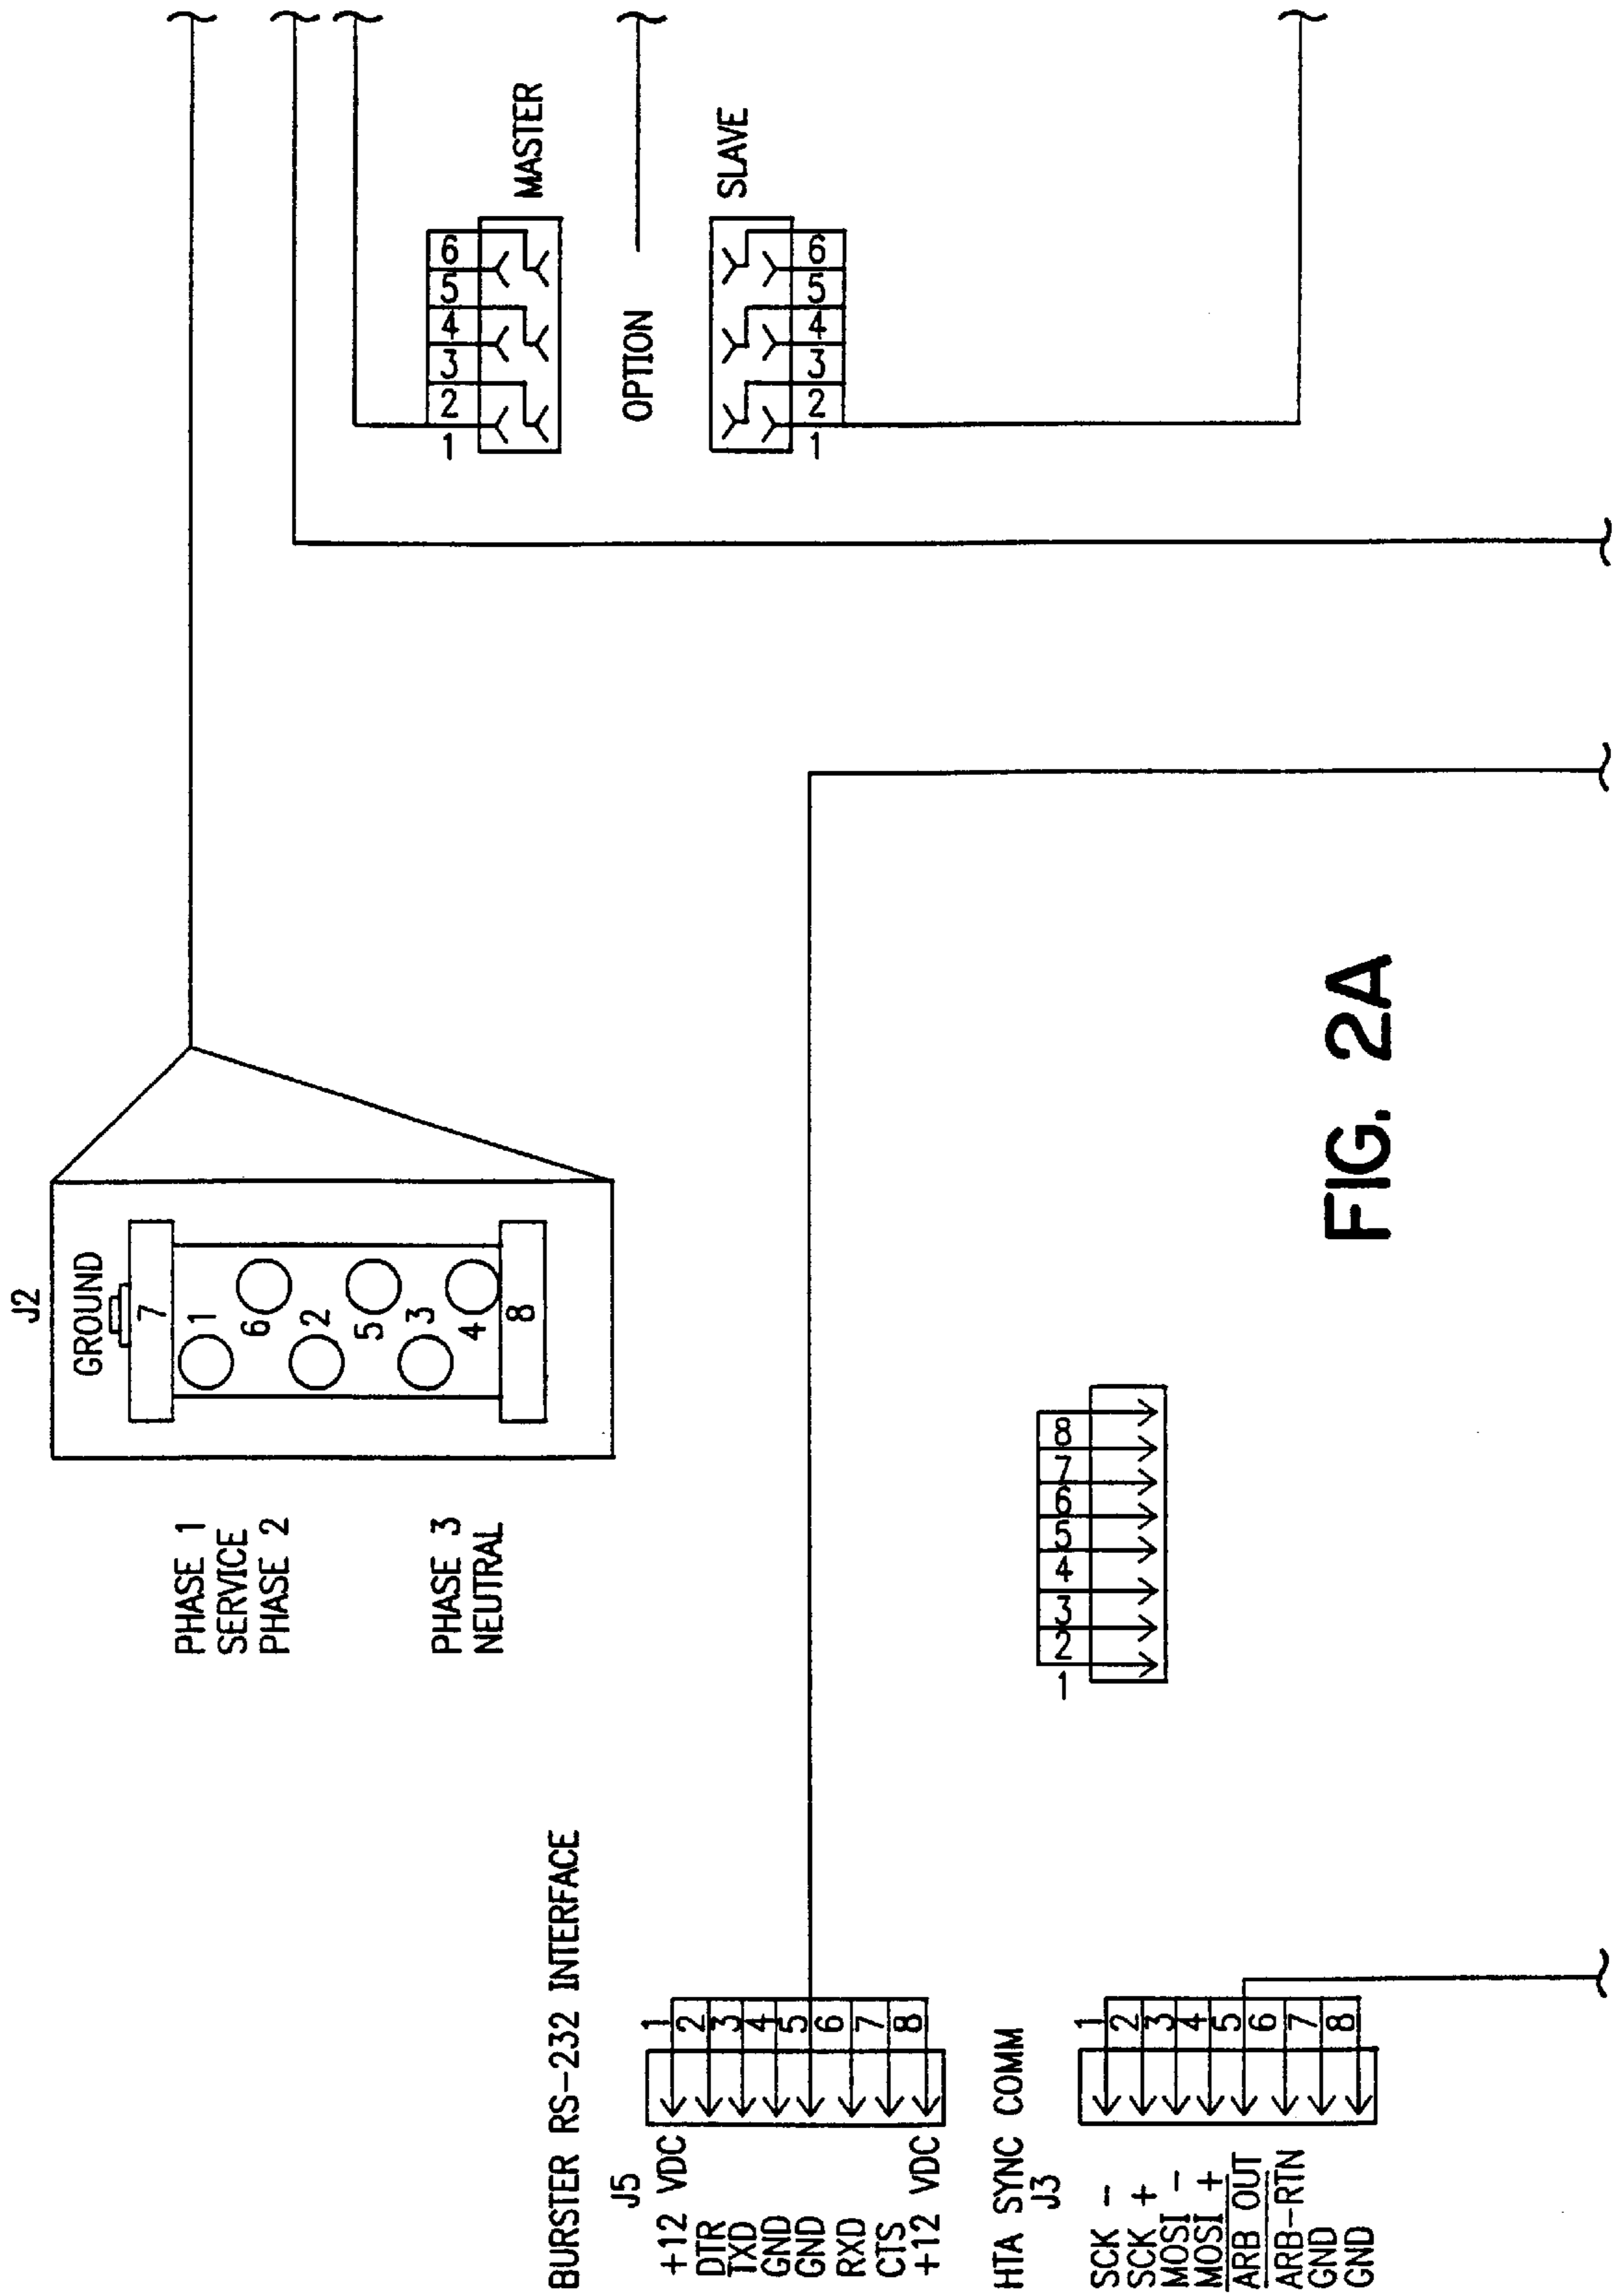 J2
GROUND
7
1
6
2
5
3
4
8
PHASE 1
SERVICE
PHASE 2
PHASE 3
NEUTRAL
1 2 3 4 5 6
MASTER
OPTION
SLAVE
1 2 3 4 5 6
BURSTER RS-232 INTERFACE
J5
+12 VDC 1
DTR 2
TXD 3
GND 4
GND 5
RXD 6
CTS 7
+12 VDC 8
1 2 3 4 5 6 7 8
HTA SYNC COMM
J3
SCK - 1
SCK + 2
MOSI - 3
MOSI + 4
ARB OUT 5
ARB-RTN 6
GND 7
GND 8
FIG. 2A